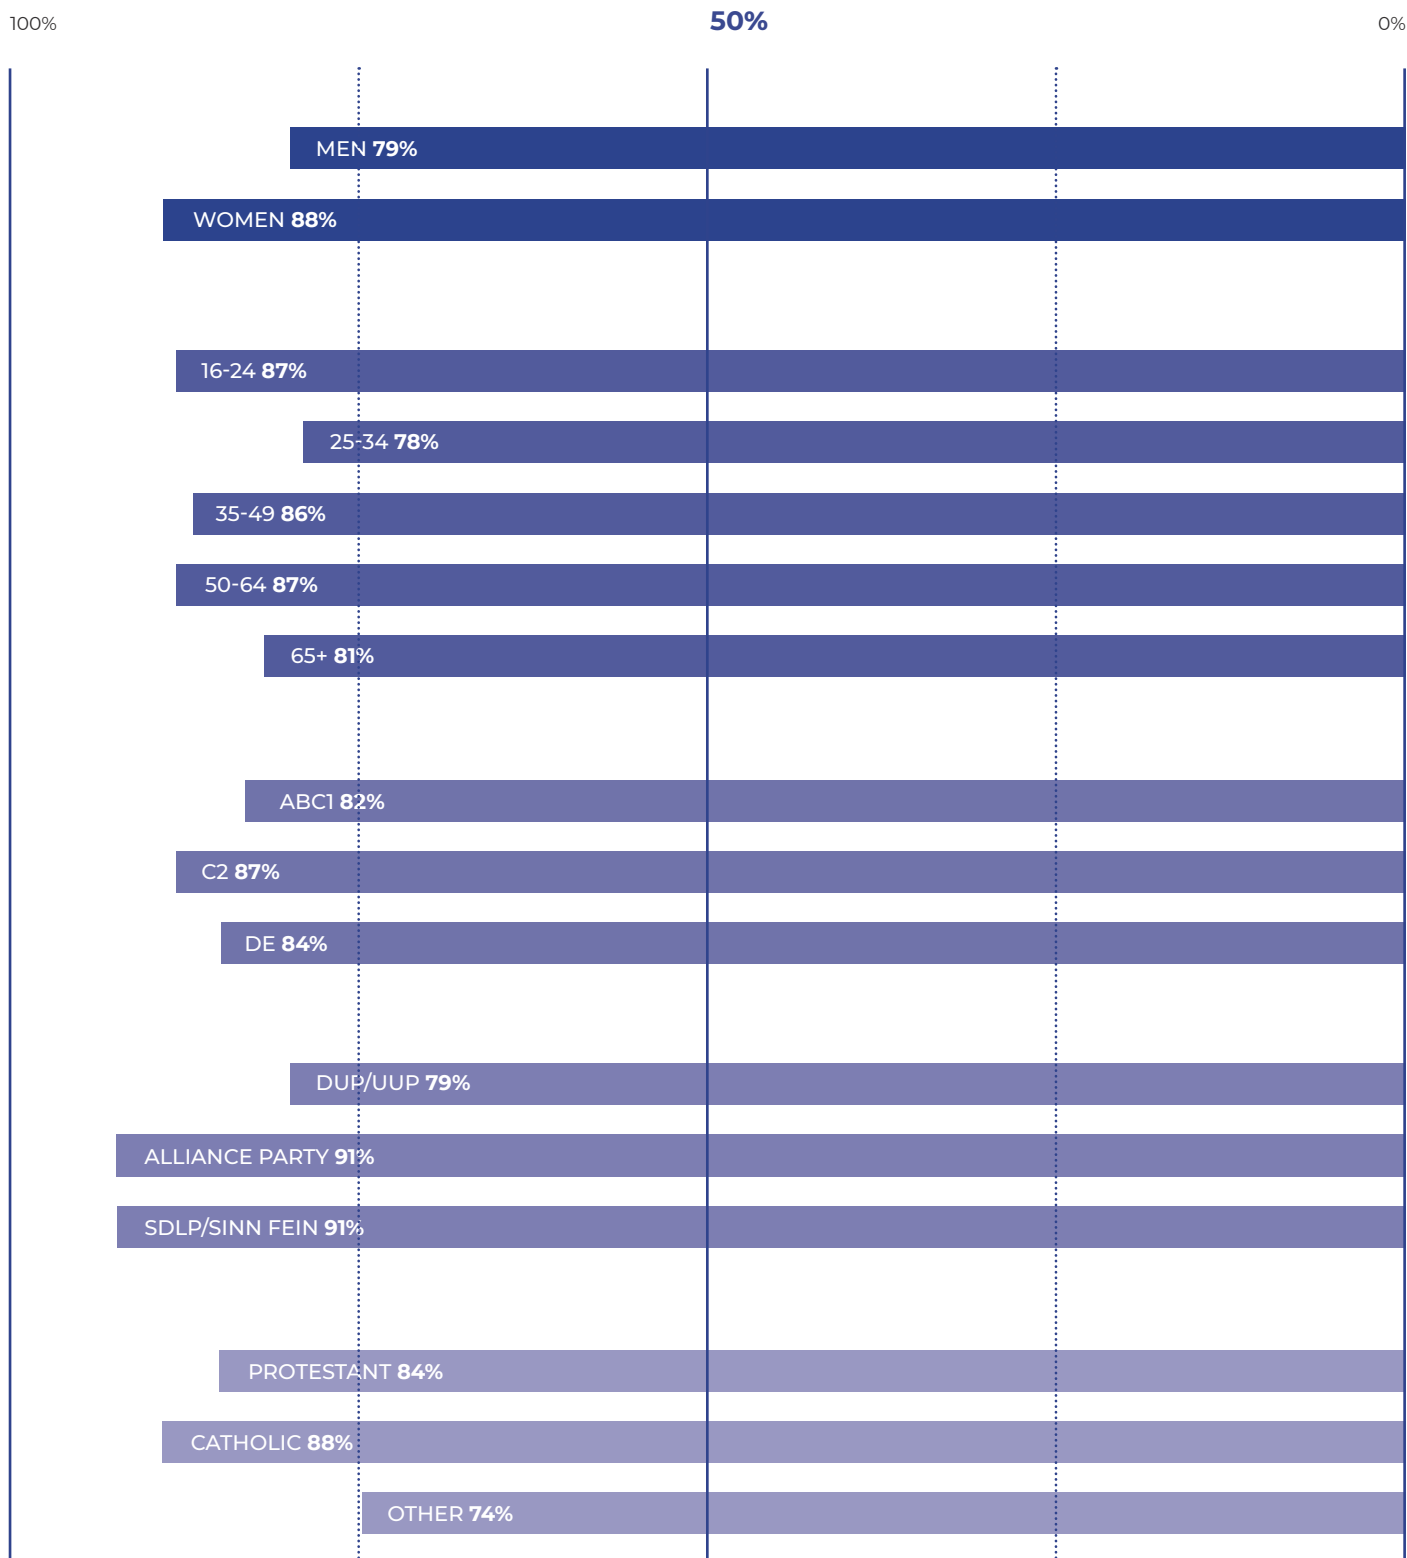 100% 50% 0%
MEN 79%
WOMEN 88%
16-24 87%
25-34 78%
35-49 86%
50-64 87%
65+ 81%
ABC1 82%
C2 87%
DE 84%
DUP/UUP 79%
ALLIANCE PARTY 91%
SDLP/SINN FEIN 91%
PROTESTANT 84%
CATHOLIC 88%
OTHER 74%